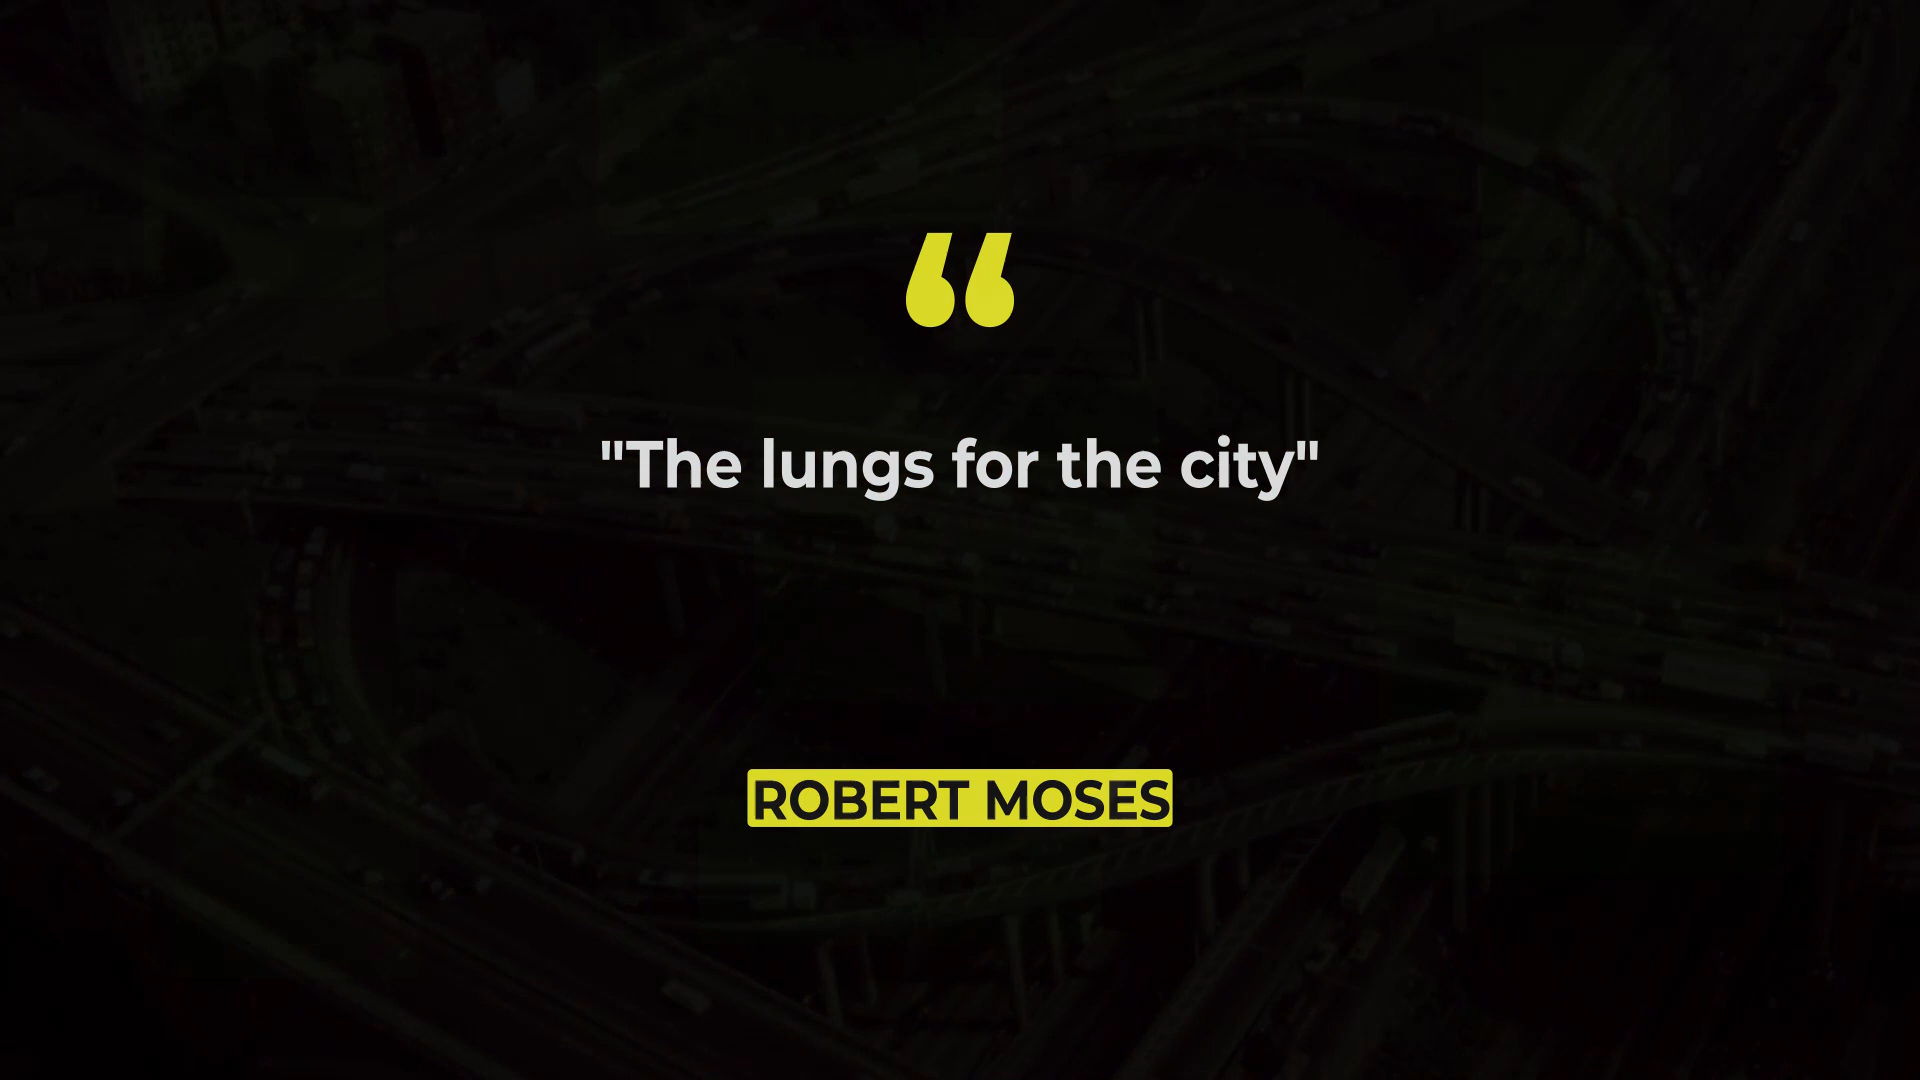 “
"The lungs for the city"
ROBERT MOSES